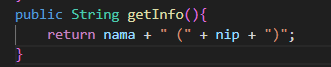 public String getInfo(){
return nama + " (" + nip + ")";
}